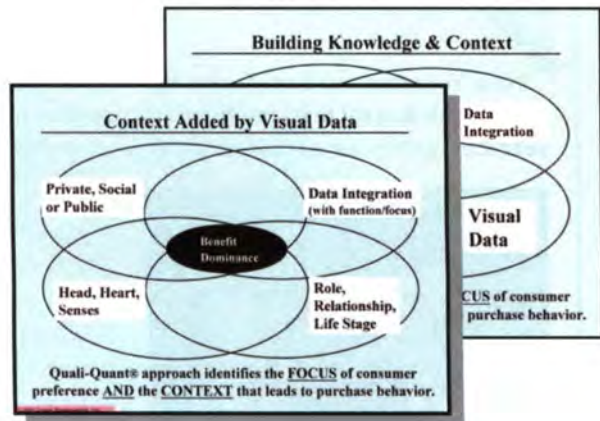 Building Knowledge & Context
Data
Integration
Visual
Data
CUS of consumer
purchase behavior.
Context Added by Visual Data
Private, Social
or Public
Data Integration
(with function/focus)
Benefit
Dominance
Head, Heart,
Senses
Role,
Relationship,
Life Stage
Quali-Quant® approach identifies the FOCUS of consumer
preference AND the CONTEXT that leads to purchase behavior.